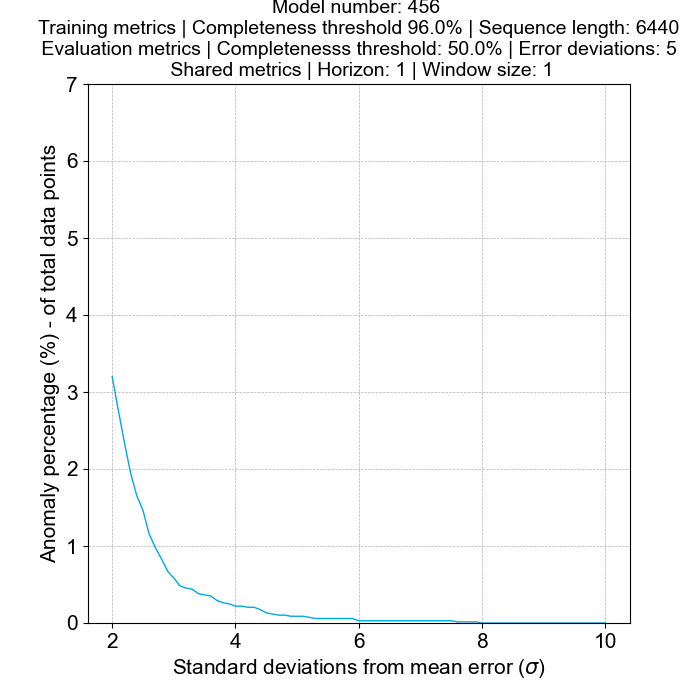 Model number: 456
Training metrics | Completeness threshold 96.0% | Sequence length: 6440
Evaluation metrics | Completenesss threshold: 50.0% | Error deviations: 5
Shared metrics | Horizon: 1 | Window size: 1
7
6
5
4
3
2
1
0
Anomaly percentage (%) - of total data points
2 4 6 8 10
Standard deviations from mean error (σ)